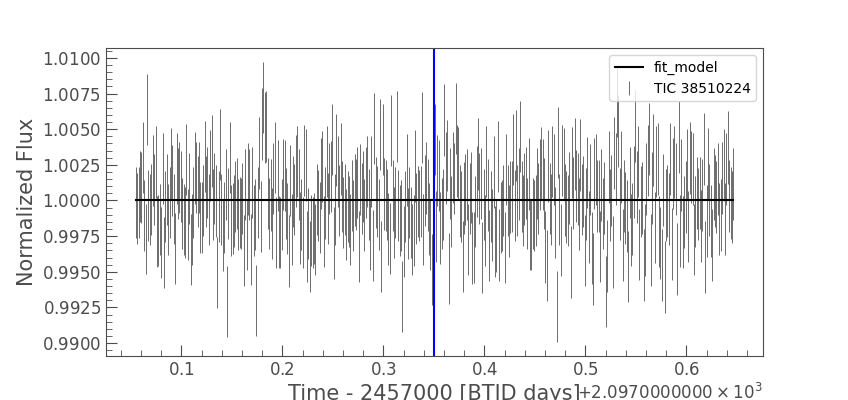 1.0100
1.0075
1.0050
1.0025
1.0000
0.9975
0.9950
0.9925
0.9900
Normalized Flux
fit_model
TIC 38510224
0.1 0.2 0.3 0.4 0.5 0.6
Time - 2457000 [BTJD days]
+2.0970000000 × 10³